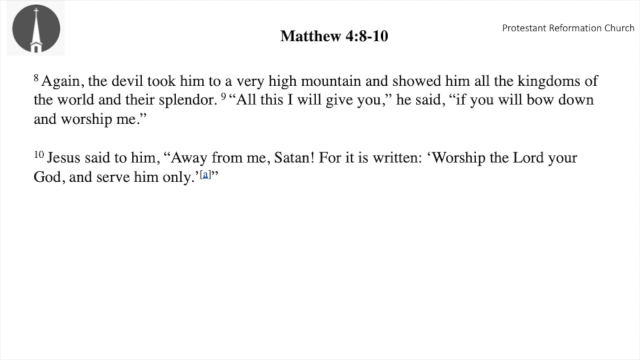 Protestant Reformation Church
Matthew 4:8-10
8 Again, the devil took him to a very high mountain and showed him all the kingdoms of
the world and their splendor. 9 “All this I will give you,” he said, “if you will bow down
and worship me.”
10 Jesus said to him, “Away from me, Satan! For it is written: ‘Worship the Lord your
God, and serve him only.’[a]”